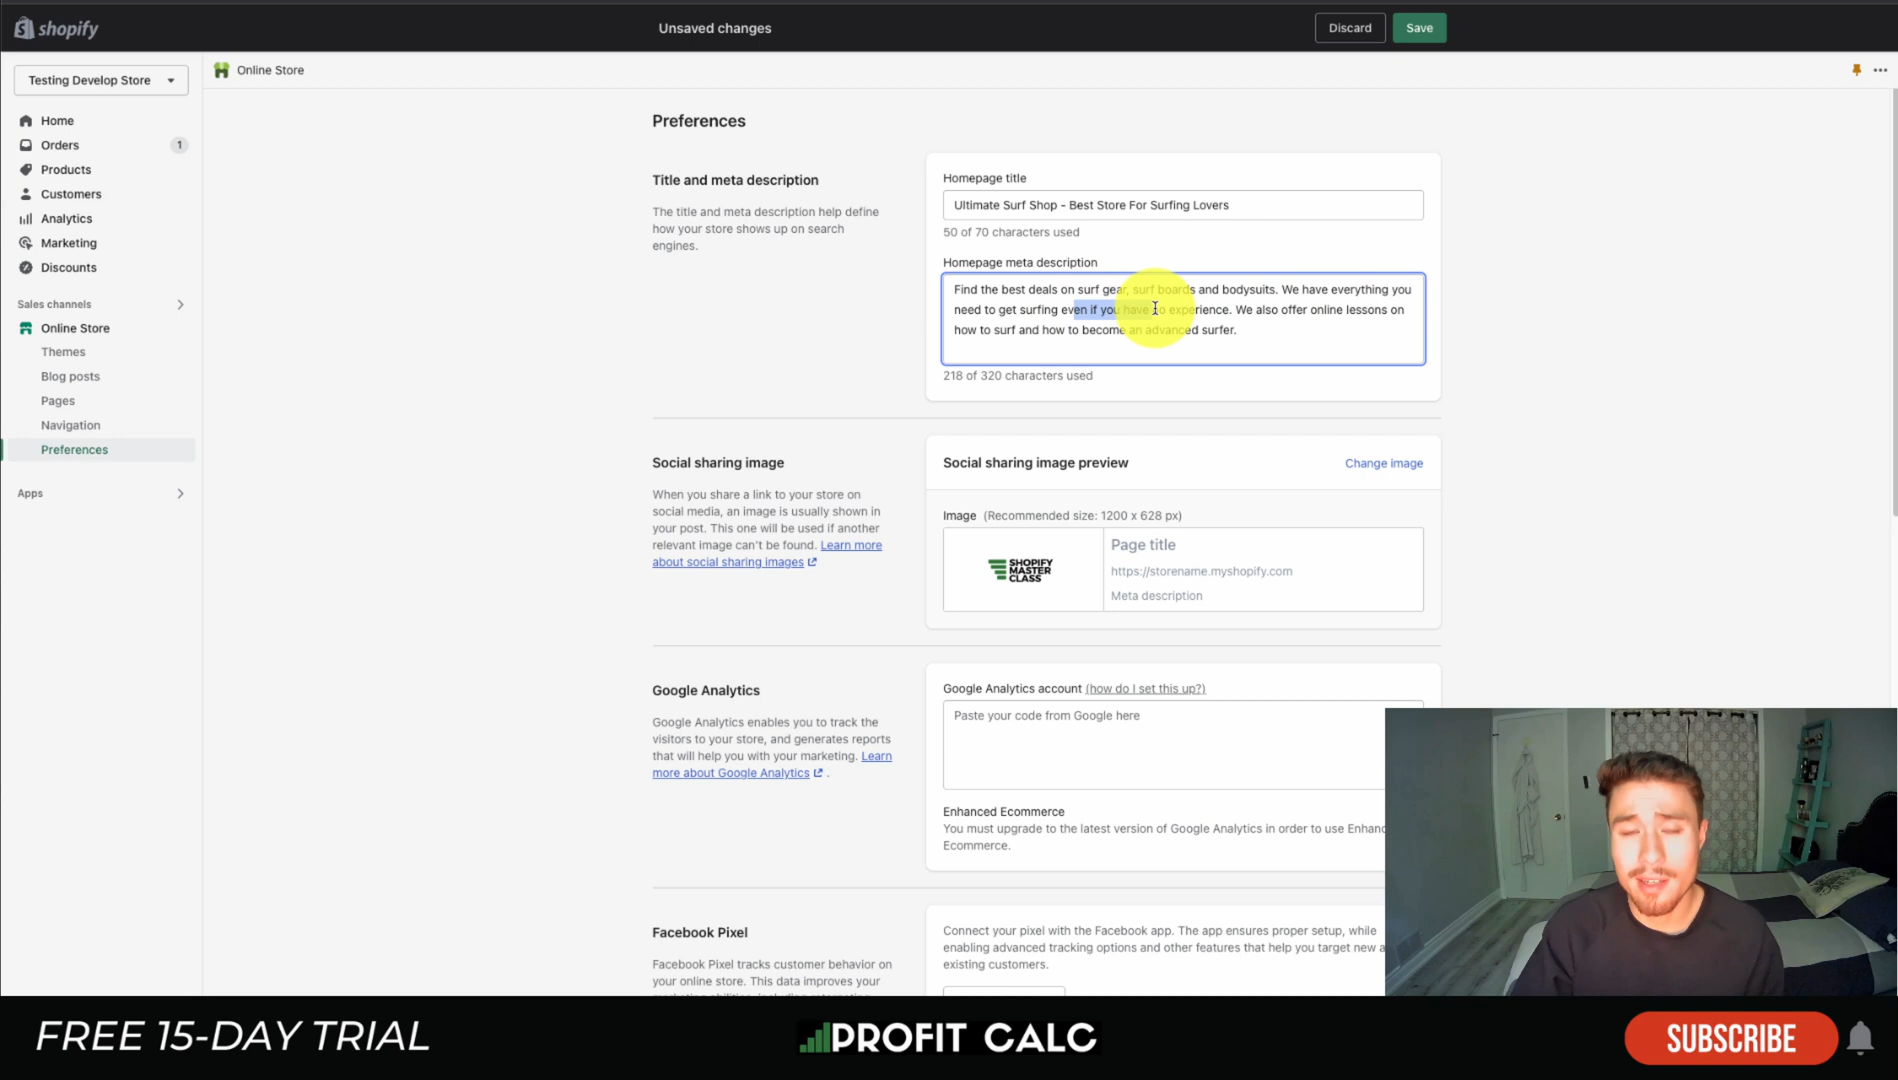 shopify
Unsaved changes
Discard
Save
Testing Develop Store
Online Store
Home
Orders
1
Products
Customers
Analytics
Marketing
Discounts
Sales channels
Online Store
Themes
Blog posts
Pages
Navigation
Preferences
Apps
Preferences
Title and meta description
The title and meta description help define
how your store shows up on search
engines.
Homepage title
Ultimate Surf Shop - Best Store For Surfing Lovers
50 of 70 characters used
Homepage meta description
Find the best deals on surf gear, surf boards and bodysuits. We have everything you
need to get surfing even if you have no experience. We also offer online lessons on
how to surf and how to become an advanced surfer.
218 of 320 characters used
Social sharing image
When you share a link to your store on
social media, an image is usually shown in
your post. This one will be used if another
relevant image can't be found. Learn more
about social sharing images
Social sharing image preview
Change image
Image (Recommended size: 1200 x 628 px)
SHOPIFY
MASTER
CLASS
Page title
https://storename.myshopify.com
Meta description
Google Analytics
Google Analytics enables you to track the
visitors to your store, and generates reports
that will help you with your marketing. Learn
more about Google Analytics .
Google Analytics account (how do I set this up?)
Paste your code from Google here
Enhanced Ecommerce
You must upgrade to the latest version of Google Analytics in order to use Enhanc
Ecommerce.
Facebook Pixel
Facebook Pixel tracks customer behavior on
your online store. This data improves your
Connect your pixel with the Facebook app. The app ensures proper setup, while
enabling advanced tracking options and other features that help you target new a
existing customers.
FREE 15-DAY TRIAL
PROFIT CALC
SUBSCRIBE